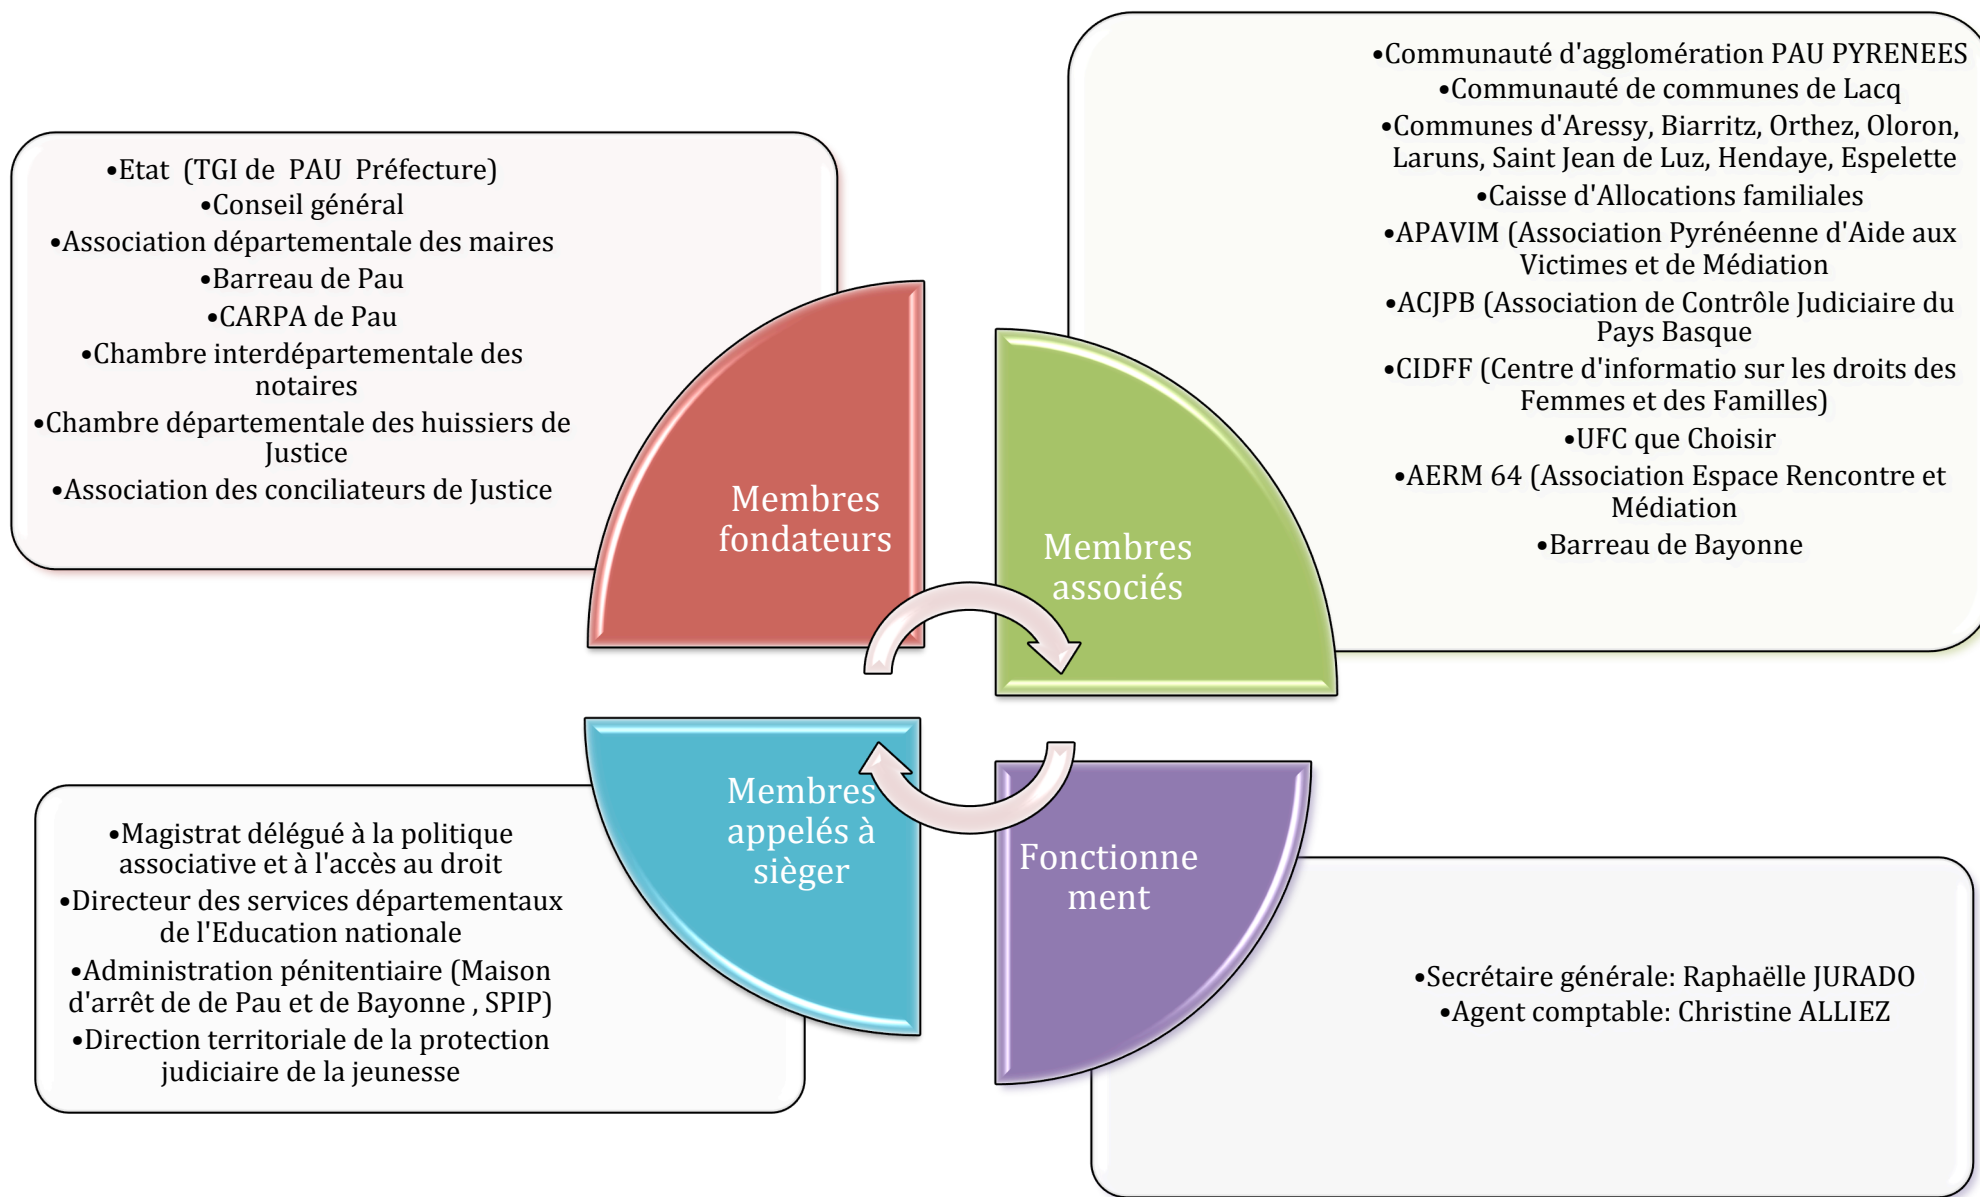 •Etat  (TGI de  PAU  Préfecture)
•Conseil général
•Association départementale des maires
•Barreau de Pau
•CARPA de Pau
•Chambre interdépartementale des
notaires
•Chambre départementale des huissiers de
Justice
•Association des conciliateurs de Justice
Membres
fondateurs
•Communauté d'agglomération PAU PYRENEES
•Communauté de communes de Lacq
•Communes d'Aressy, Biarritz, Orthez, Oloron,
Laruns, Saint Jean de Luz, Hendaye, Espelette
•Caisse d'Allocations familiales
•APAVIM (Association Pyrénéenne d'Aide aux
Victimes et de Médiation
•ACJPB (Association de Contrôle Judiciaire du
Pays Basque
•CIDFF (Centre d'informatio sur les droits des
Femmes et des Familles)
•UFC que Choisir
•AERM 64 (Association Espace Rencontre et
Médiation
•Barreau de Bayonne
Membres
associés
Membres
appelés à
sièger
•Magistrat délégué à la politique
associative et à l'accès au droit
•Directeur des services départementaux
de l'Education nationale
•Administration pénitentiaire (Maison
d'arrêt de de Pau et de Bayonne , SPIP)
•Direction territoriale de la protection
judiciaire de la jeunesse
Fonctionne
ment
•Secrétaire générale: Raphaëlle JURADO
•Agent comptable: Christine ALLIEZ